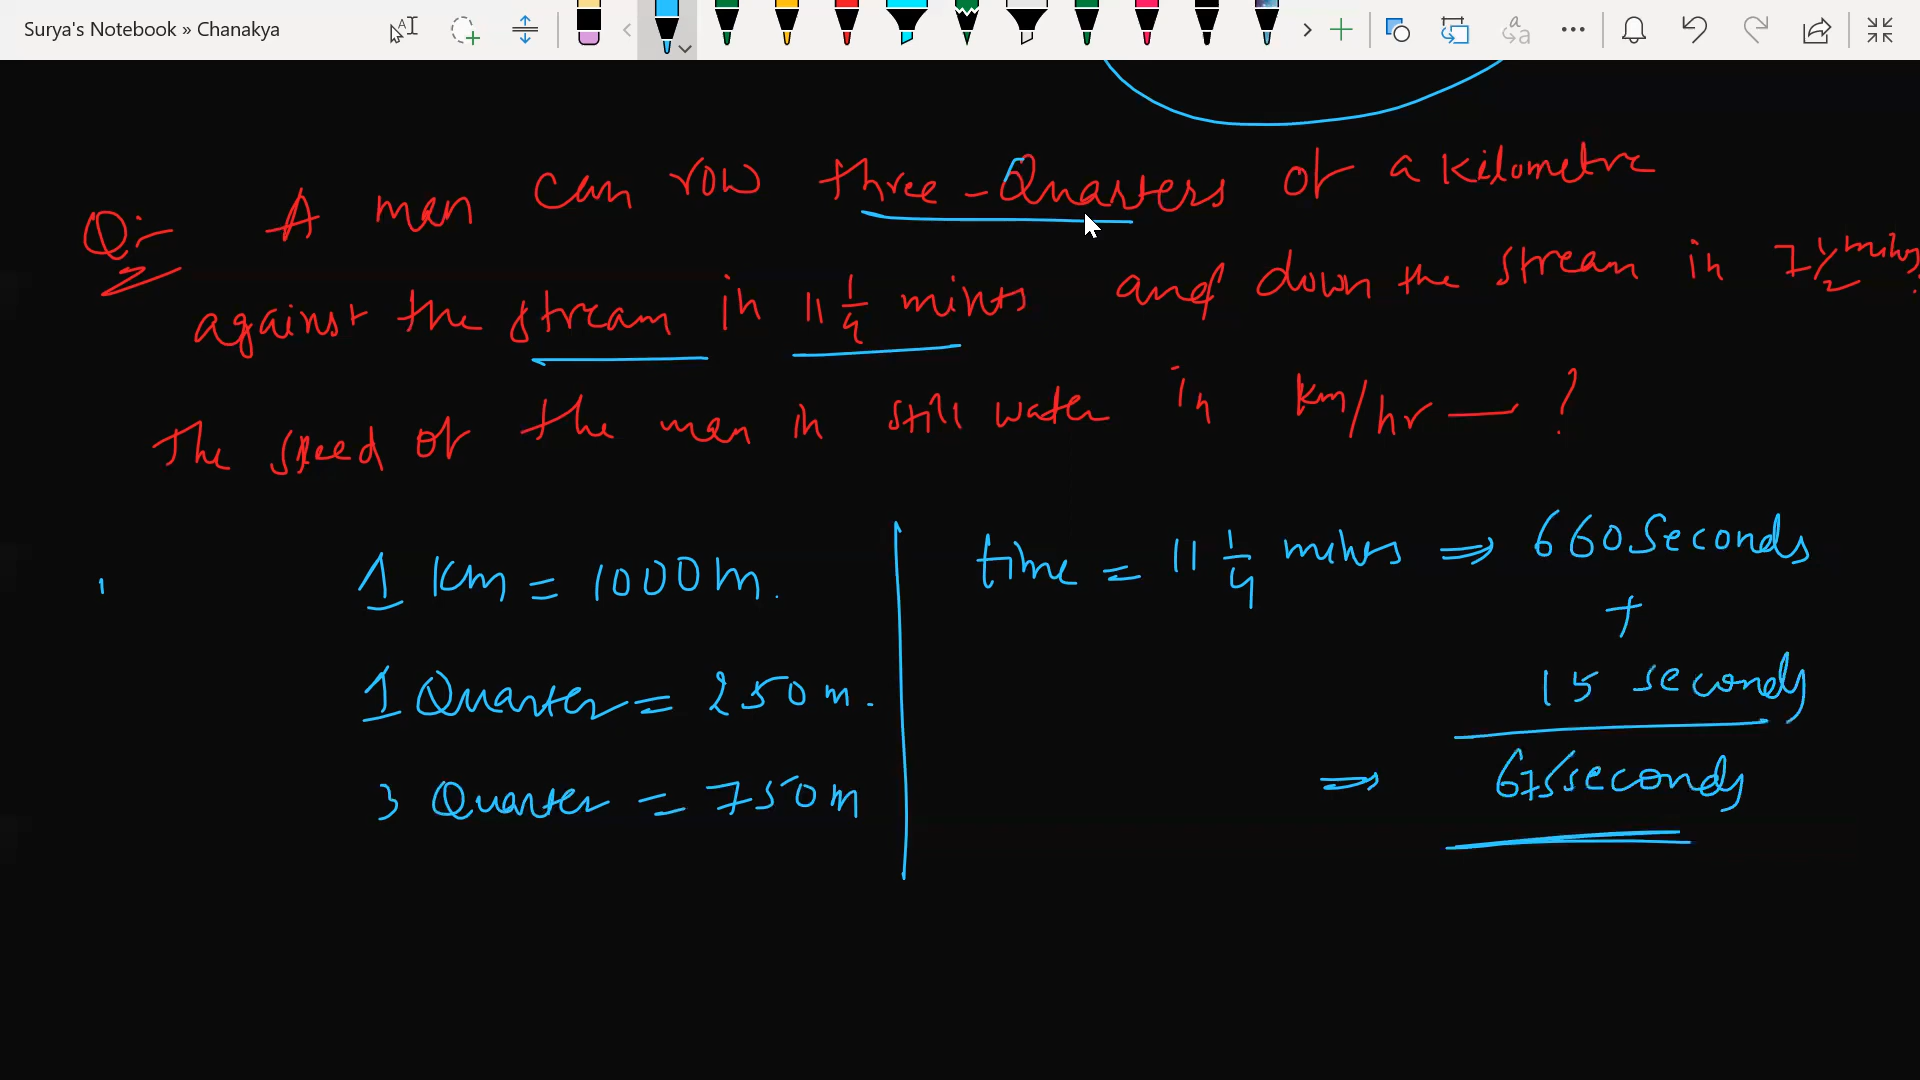 Surya's Notebook » Chanakya
Q:- A man can row three-Quarters of a kilometre
against the stream in 11 1/4 mints and down the stream in 7 1/2 mints.
The speed of the man in still water in km/hr — ?
1 Km = 1000m.
1 Quarter = 250m.
3 Quarter = 750m
time = 11 1/4 mints ⇒ 660 Seconds
+
15 seconds
⇒ 675 seconds